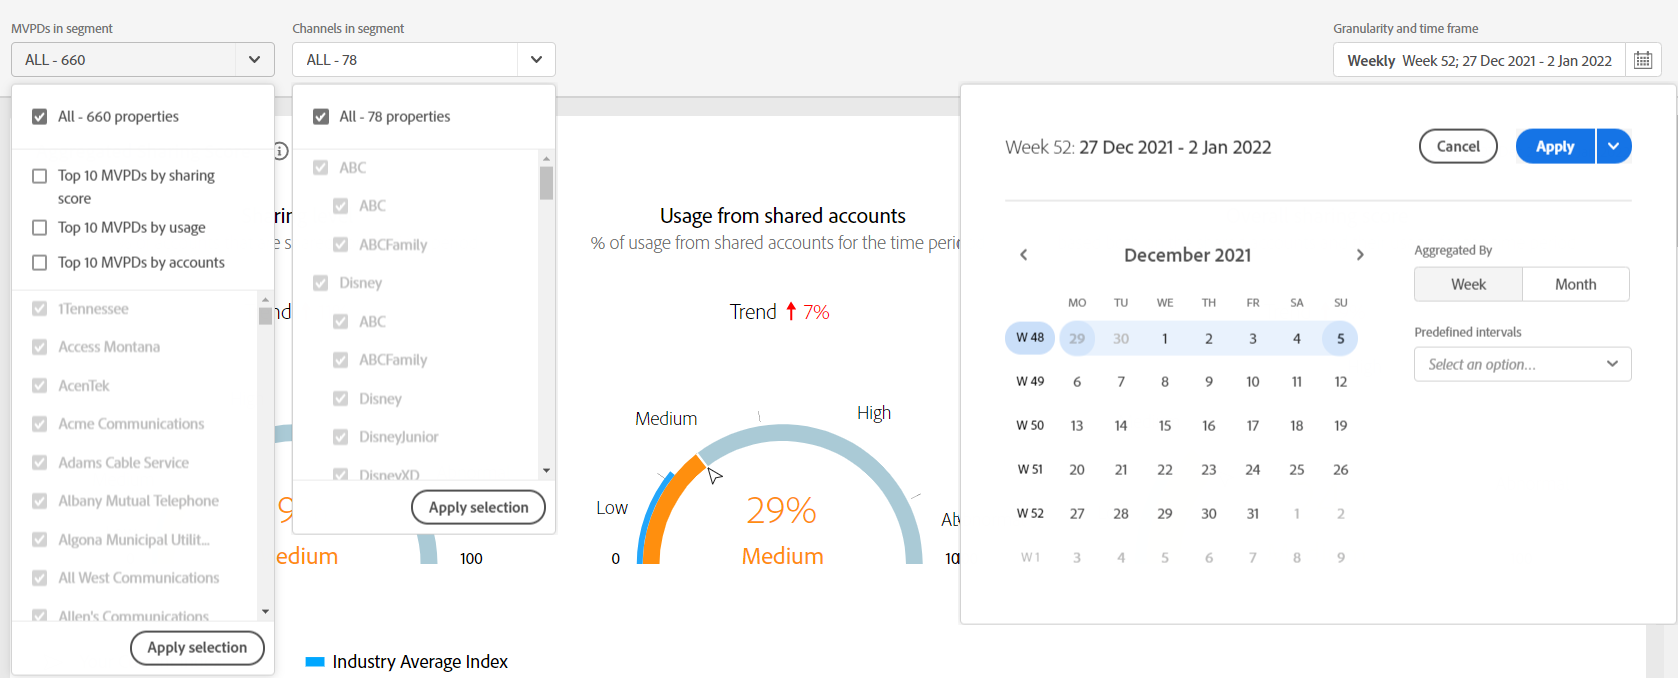 MVPDs in segment
Channels in segment
Granularity and time frame
ALL - 660
ALL - 78
Weekly Week 52; 27 Dec 2021 - 2 Jan 2022
All - 660 properties
Top 10 MVPDs by sharing
score
Top 10 MVPDs by usage
Top 10 MVPDs by accounts
1Tennessee
Access Montana
AcenTek
Acme Communications
Adams Cable Service
Albany Mutual Telephone
Algona Municipal Utilit...
All West Communications
Allen's Communications
Apply selection
All - 78 properties
ABC
ABC
ABCFamily
Disney
ABC
ABCFamily
Disney
DisneyJunior
DisneyXD
Apply selection
edium
100
Usage from shared accounts
% of usage from shared accounts for the time peri
Trend 7%
Medium
High
Low
Ab
29%
Medium
0
10
Industry Average Index
Week 52: 27 Dec 2021 - 2 Jan 2022
Cancel
Apply
December 2021
MO TU WE TH FR SA SU
W 48 29 30 1 2 3 4 5
W 49 6 7 8 9 10 11 12
W 50 13 14 15 16 17 18 19
W 51 20 21 22 23 24 25 26
W 52 27 28 29 30 31 1 2
W 1 3 4 5 6 7 8 9
Aggregated By
Week Month
Predefined intervals
Select an option...